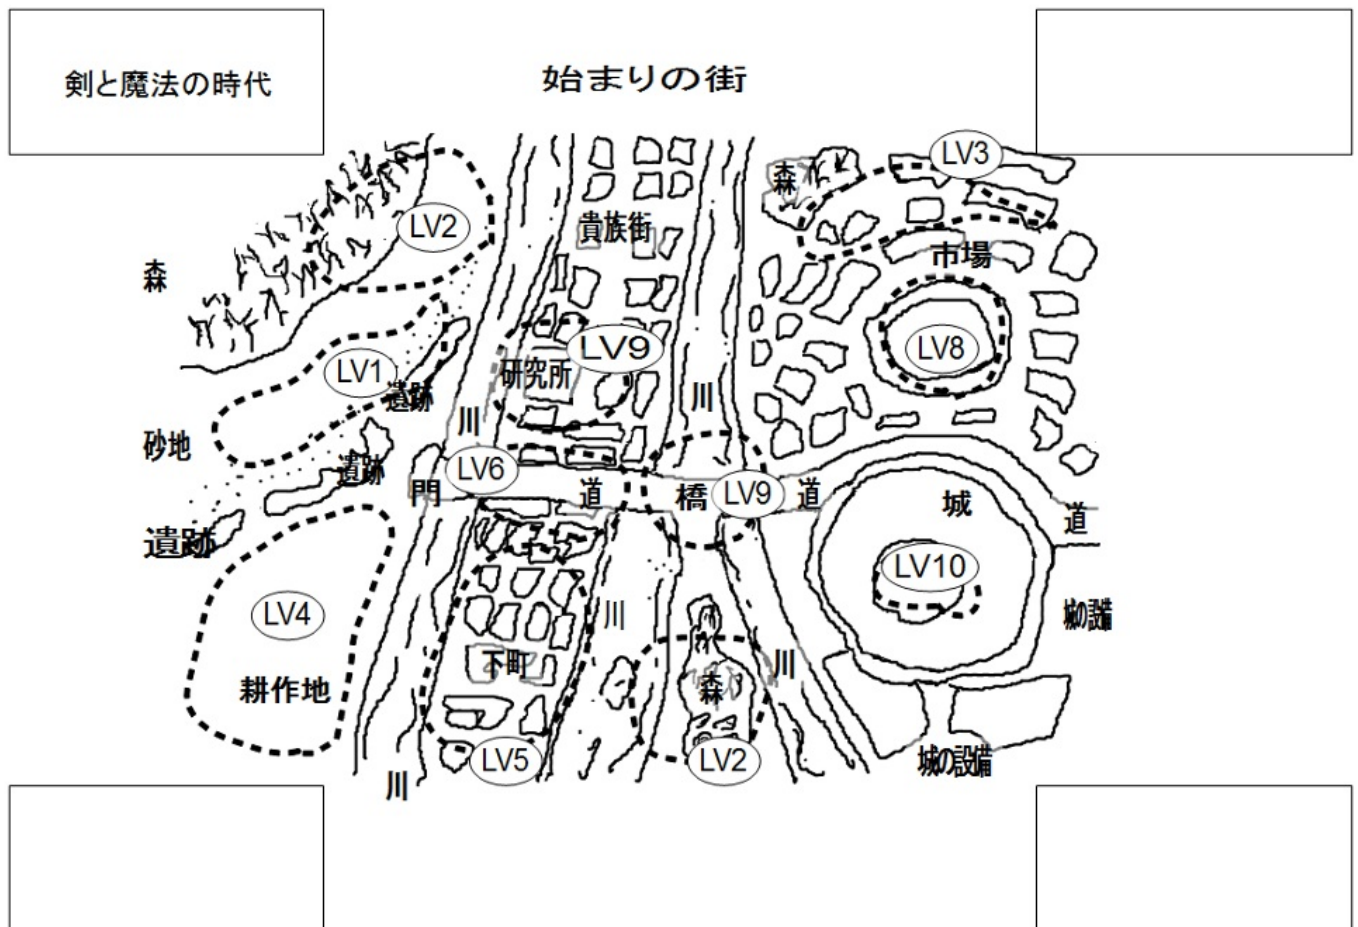 剣と魔法の時代
始まりの街
LV3
森
LV2
貴族街
市場
森
LV9
LV8
研究所
LV1
遺跡
川
川
砂地
遺跡
LV6
門
道
橋
LV9
道
城
道
遺跡
LV10
LV4
川
城の設備
下町
川
森
耕作地
LV5
LV2
城の設備
川